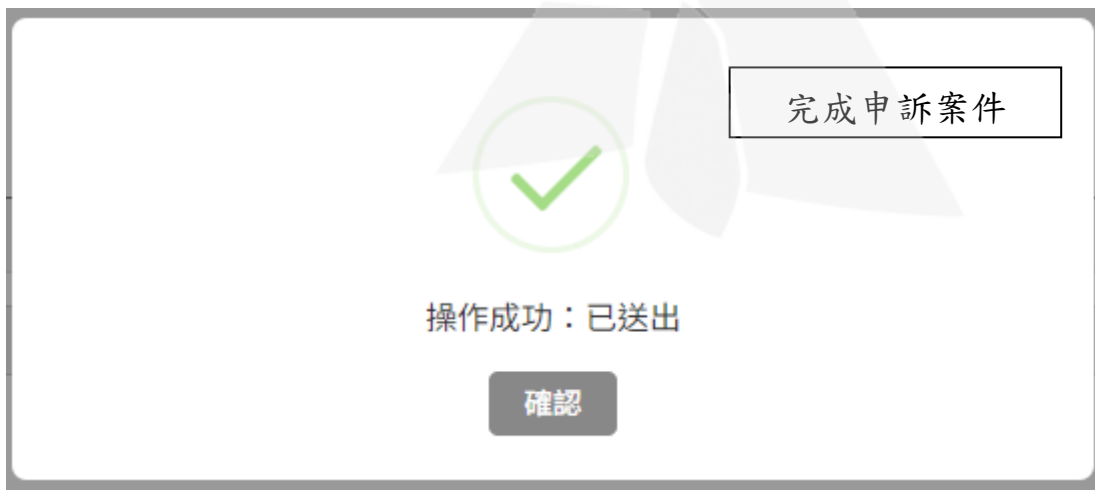 完成申訴案件
操作成功：已送出
確認